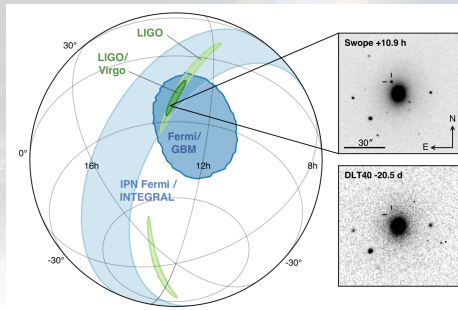 LIGO
LIGO/
Virgo
30°
30°
0°
16h
12h
8h
Fermi/
GBM
IPN Fermi /
INTEGRAL
-30°
-30°
Swope +10.9 h
30"
N
E
DLT40 -20.5 d